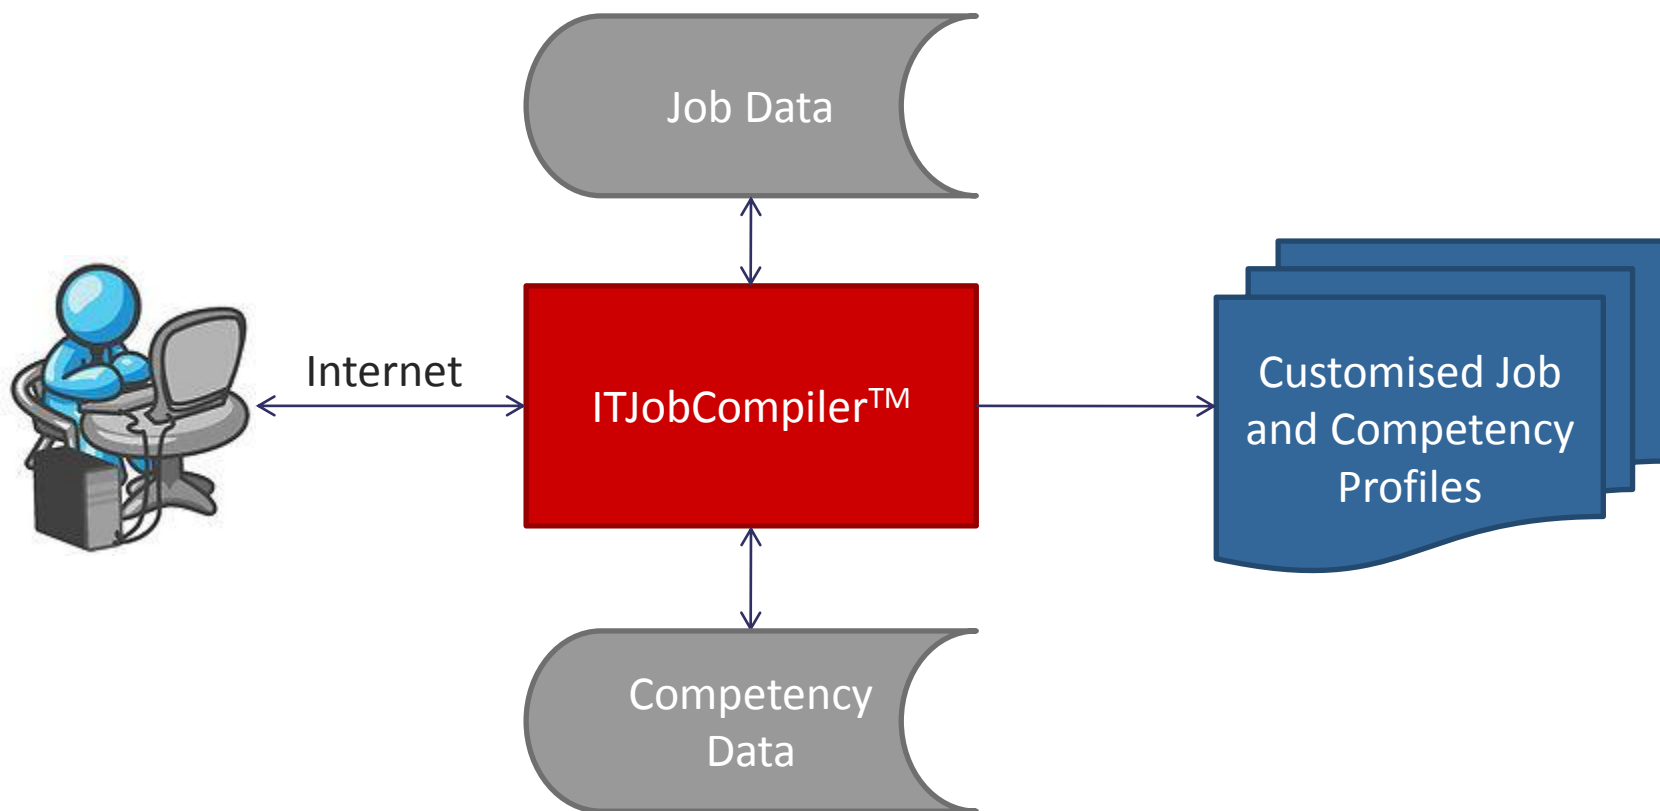 Job Data
Internet
ITJobCompiler™
Customised Job
and Competency
Profiles
Competency
Data